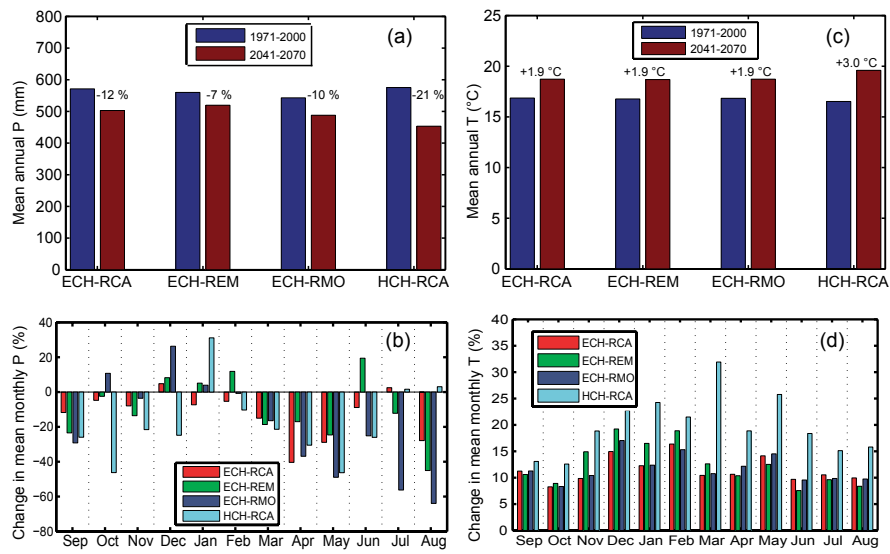 (a)
1971-2000
2041-2070
Mean annual P (mm)
800
700
600
500
400
300
200
100
0
-12 %
-7 %
-10 %
-21 %
ECH-RCA
ECH-REM
ECH-RMO
HCH-RCA
(c)
1971-2000
2041-2070
Mean annual T (°C)
25
20
15
10
5
0
+1.9 °C
+1.9 °C
+1.9 °C
+3.0 °C
ECH-RCA
ECH-REM
ECH-RMO
HCH-RCA
(b)
Change in mean monthly P (%)
40
20
0
−20
−40
−60
−80
ECH-RCA
ECH-REM
ECH-RMO
HCH-RCA
Sep Oct Nov Dec Jan Feb Mar Apr May Jun Jul Aug
(d)
Change in mean monthly T (%)
40
35
30
25
20
15
10
5
0
ECH-RCA
ECH-REM
ECH-RMO
HCH-RCA
Sep Oct Nov Dec Jan Feb Mar Apr May Jun Jul Aug